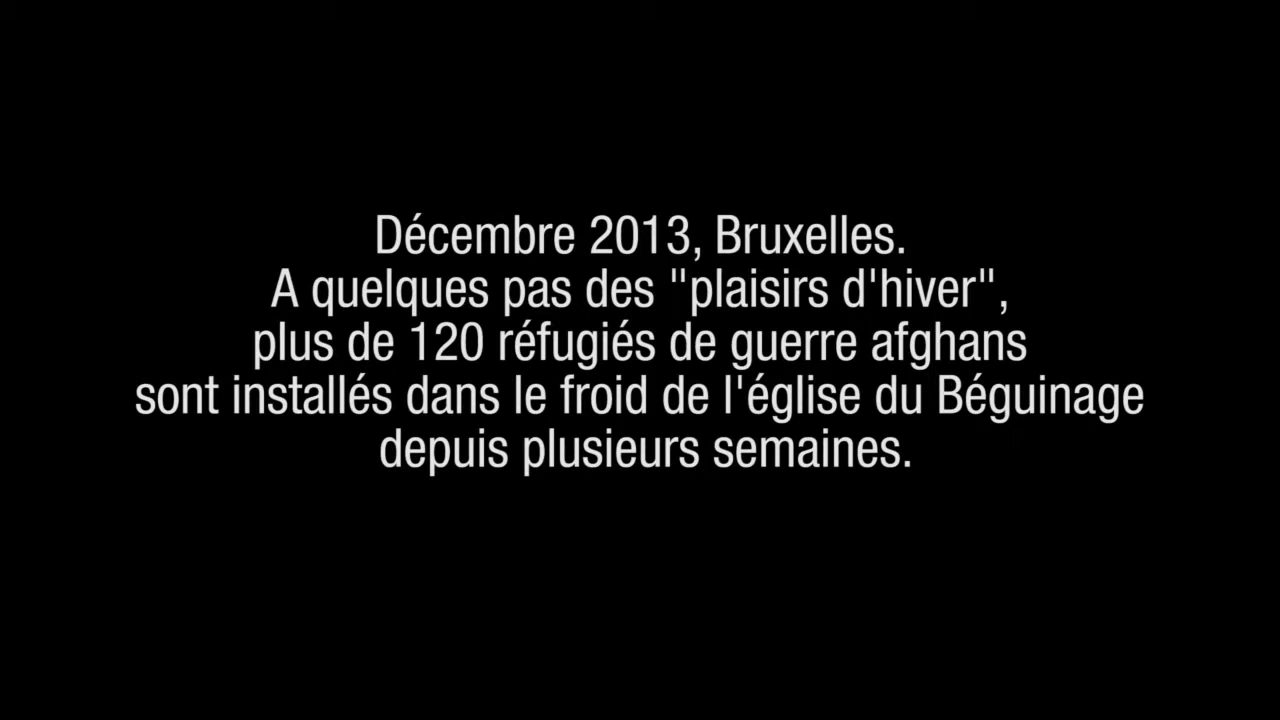 Décembre 2013, Bruxelles.
A quelques pas des "plaisirs d'hiver",
plus de 120 réfugiés de guerre afghans
sont installés dans le froid de l'église du Béguinage
depuis plusieurs semaines.